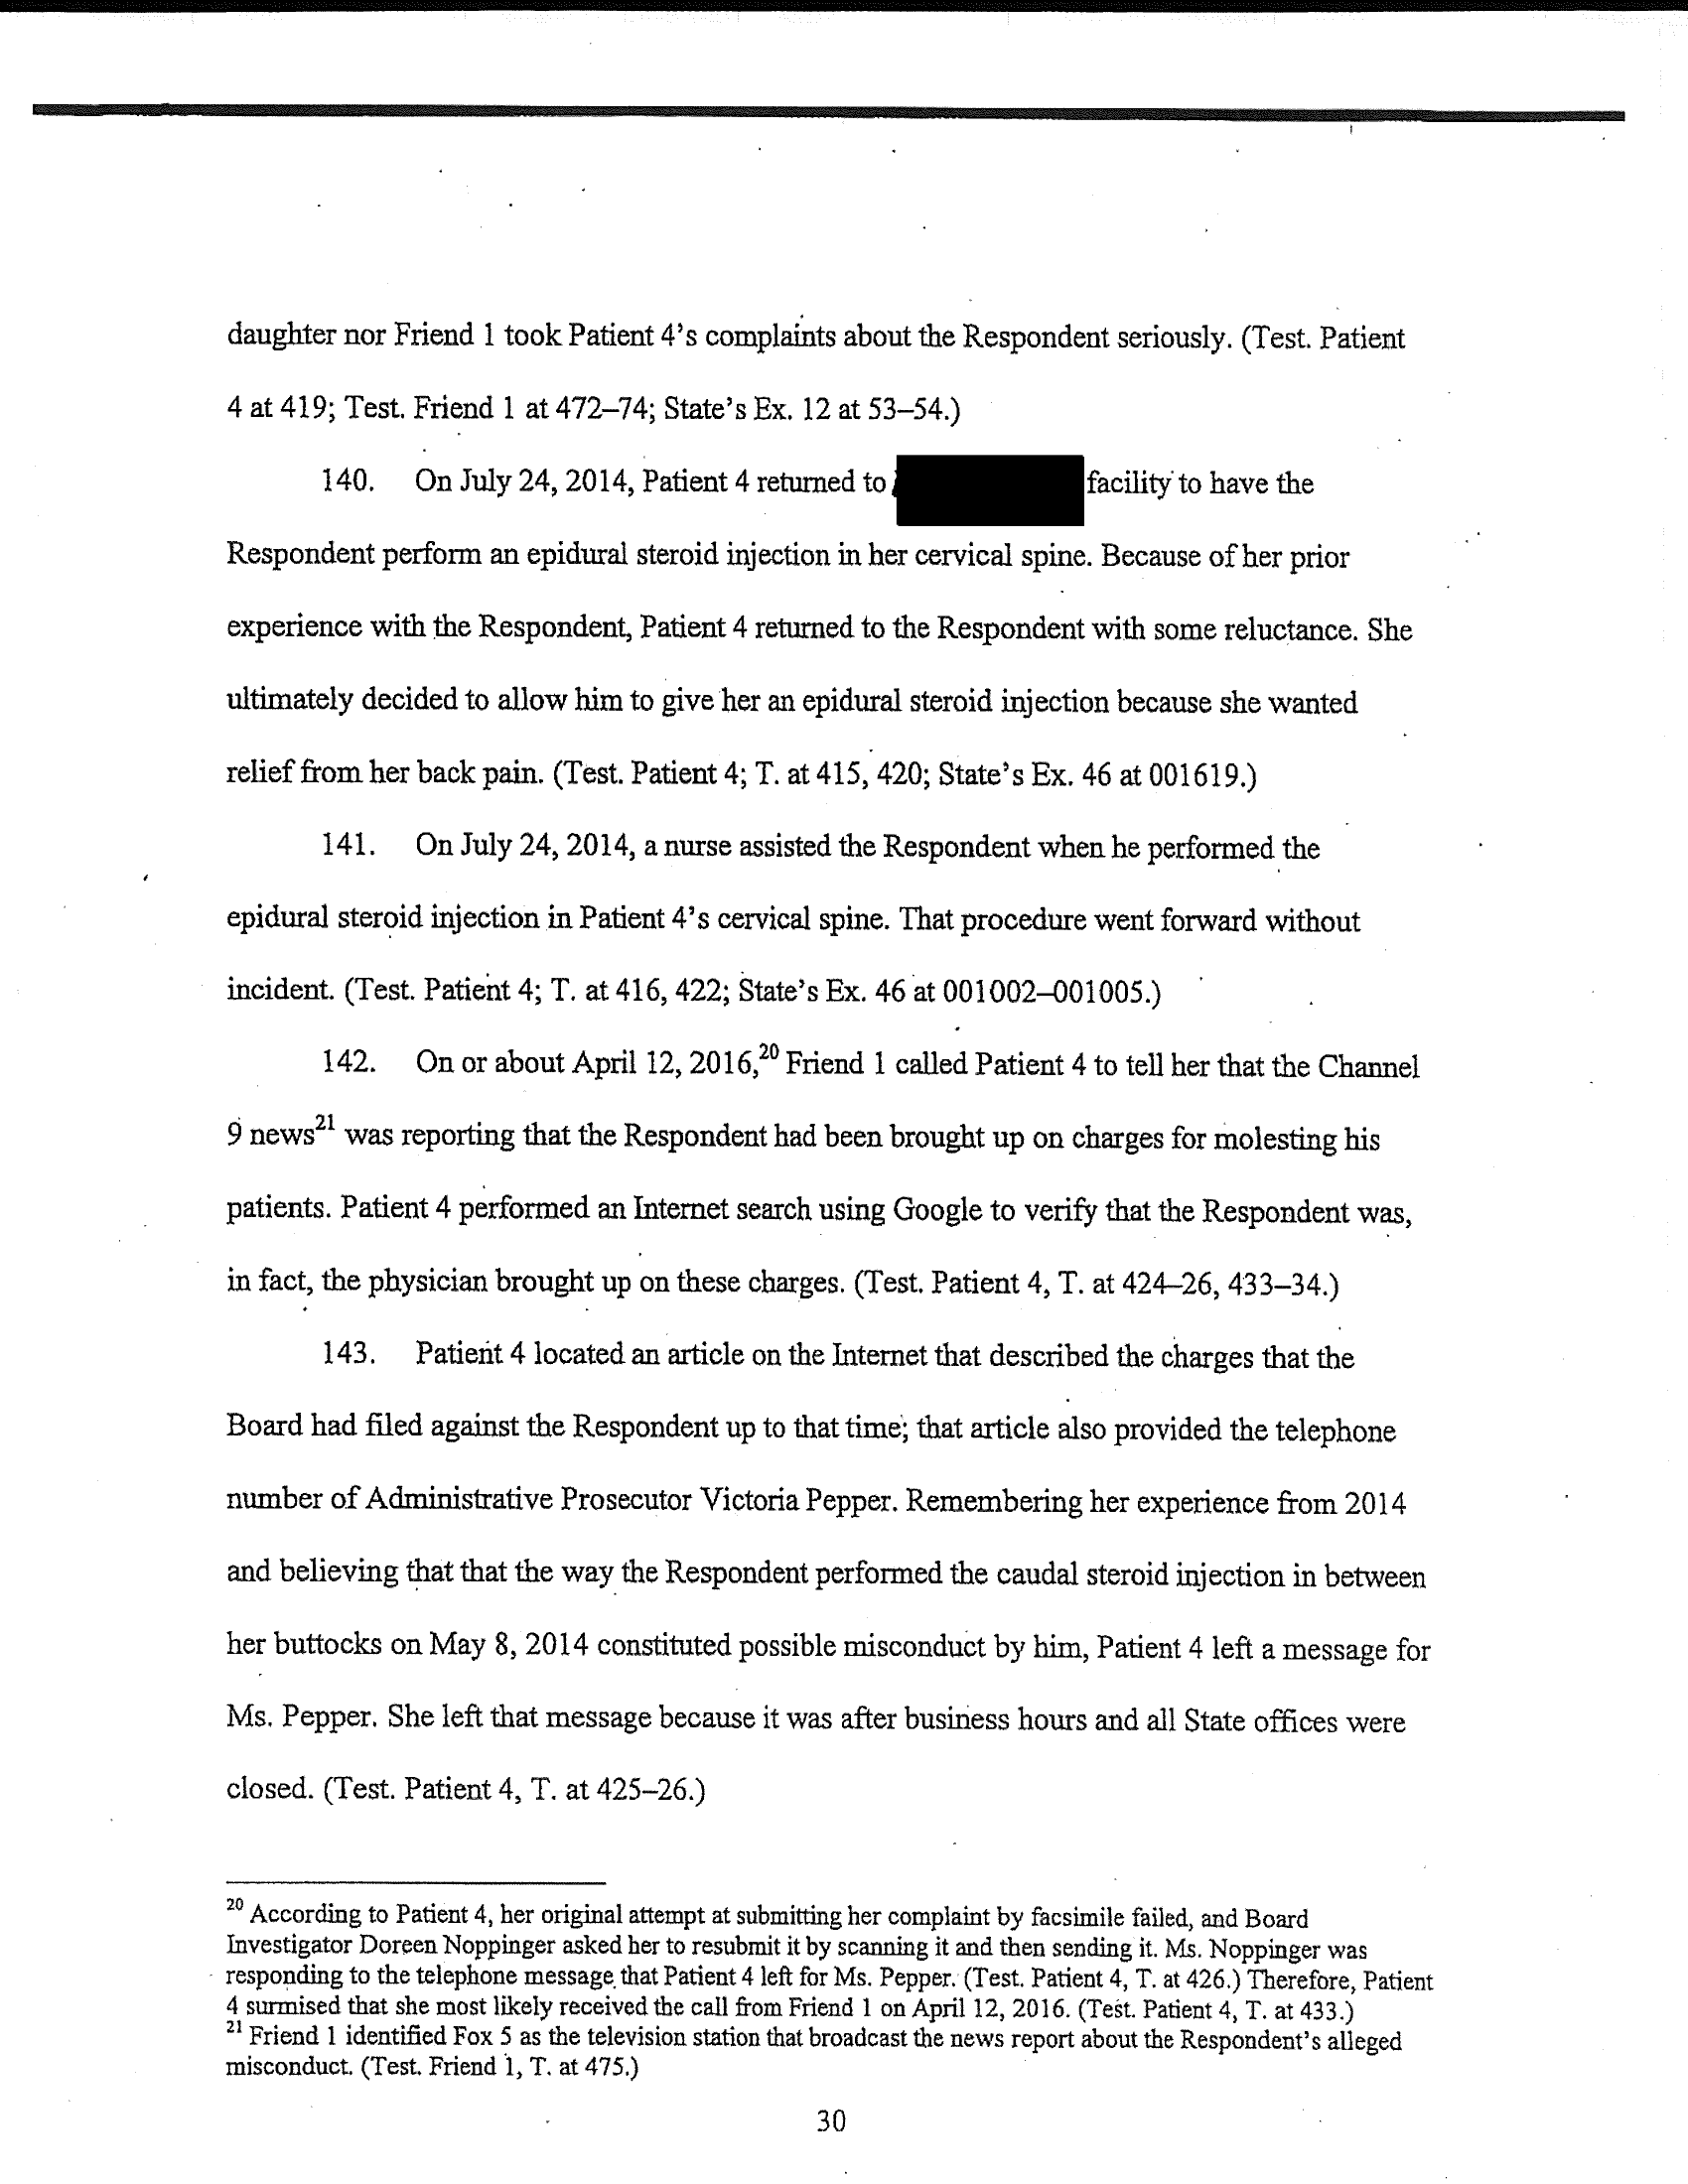 daughter nor Friend 1 took Patient 4's complaints about the Respondent seriously. (Test. Patient
4 at 419; Test. Friend 1 at 472–74; State's Ex. 12 at 53–54.)
140. On July 24, 2014, Patient 4 returned to facility to have the
Respondent perform an epidural steroid injection in her cervical spine. Because of her prior
experience with the Respondent, Patient 4 returned to the Respondent with some reluctance. She
ultimately decided to allow him to give her an epidural steroid injection because she wanted
relief from her back pain. (Test. Patient 4; T. at 415, 420; State's Ex. 46 at 001619.)
141. On July 24, 2014, a nurse assisted the Respondent when he performed the
epidural steroid injection in Patient 4's cervical spine. That procedure went forward without
incident. (Test. Patient 4; T. at 416, 422; State's Ex. 46 at 001002–001005.)
142. On or about April 12, 2016,20 Friend 1 called Patient 4 to tell her that the Channel
9 news21 was reporting that the Respondent had been brought up on charges for molesting his
patients. Patient 4 performed an Internet search using Google to verify that the Respondent was,
in fact, the physician brought up on these charges. (Test. Patient 4, T. at 424–26, 433–34.)
143. Patient 4 located an article on the Internet that described the charges that the
Board had filed against the Respondent up to that time; that article also provided the telephone
number of Administrative Prosecutor Victoria Pepper. Remembering her experience from 2014
and believing that that the way the Respondent performed the caudal steroid injection in between
her buttocks on May 8, 2014 constituted possible misconduct by him, Patient 4 left a message for
Ms. Pepper. She left that message because it was after business hours and all State offices were
closed. (Test. Patient 4, T. at 425–26.)
20 According to Patient 4, her original attempt at submitting her complaint by facsimile failed, and Board
Investigator Doreen Noppinger asked her to resubmit it by scanning it and then sending it. Ms. Noppinger was
responding to the telephone message that Patient 4 left for Ms. Pepper. (Test. Patient 4, T. at 426.) Therefore, Patient
4 surmised that she most likely received the call from Friend 1 on April 12, 2016. (Test. Patient 4, T. at 433.)
21 Friend 1 identified Fox 5 as the television station that broadcast the news report about the Respondent's alleged
misconduct. (Test. Friend 1, T. at 475.)
30